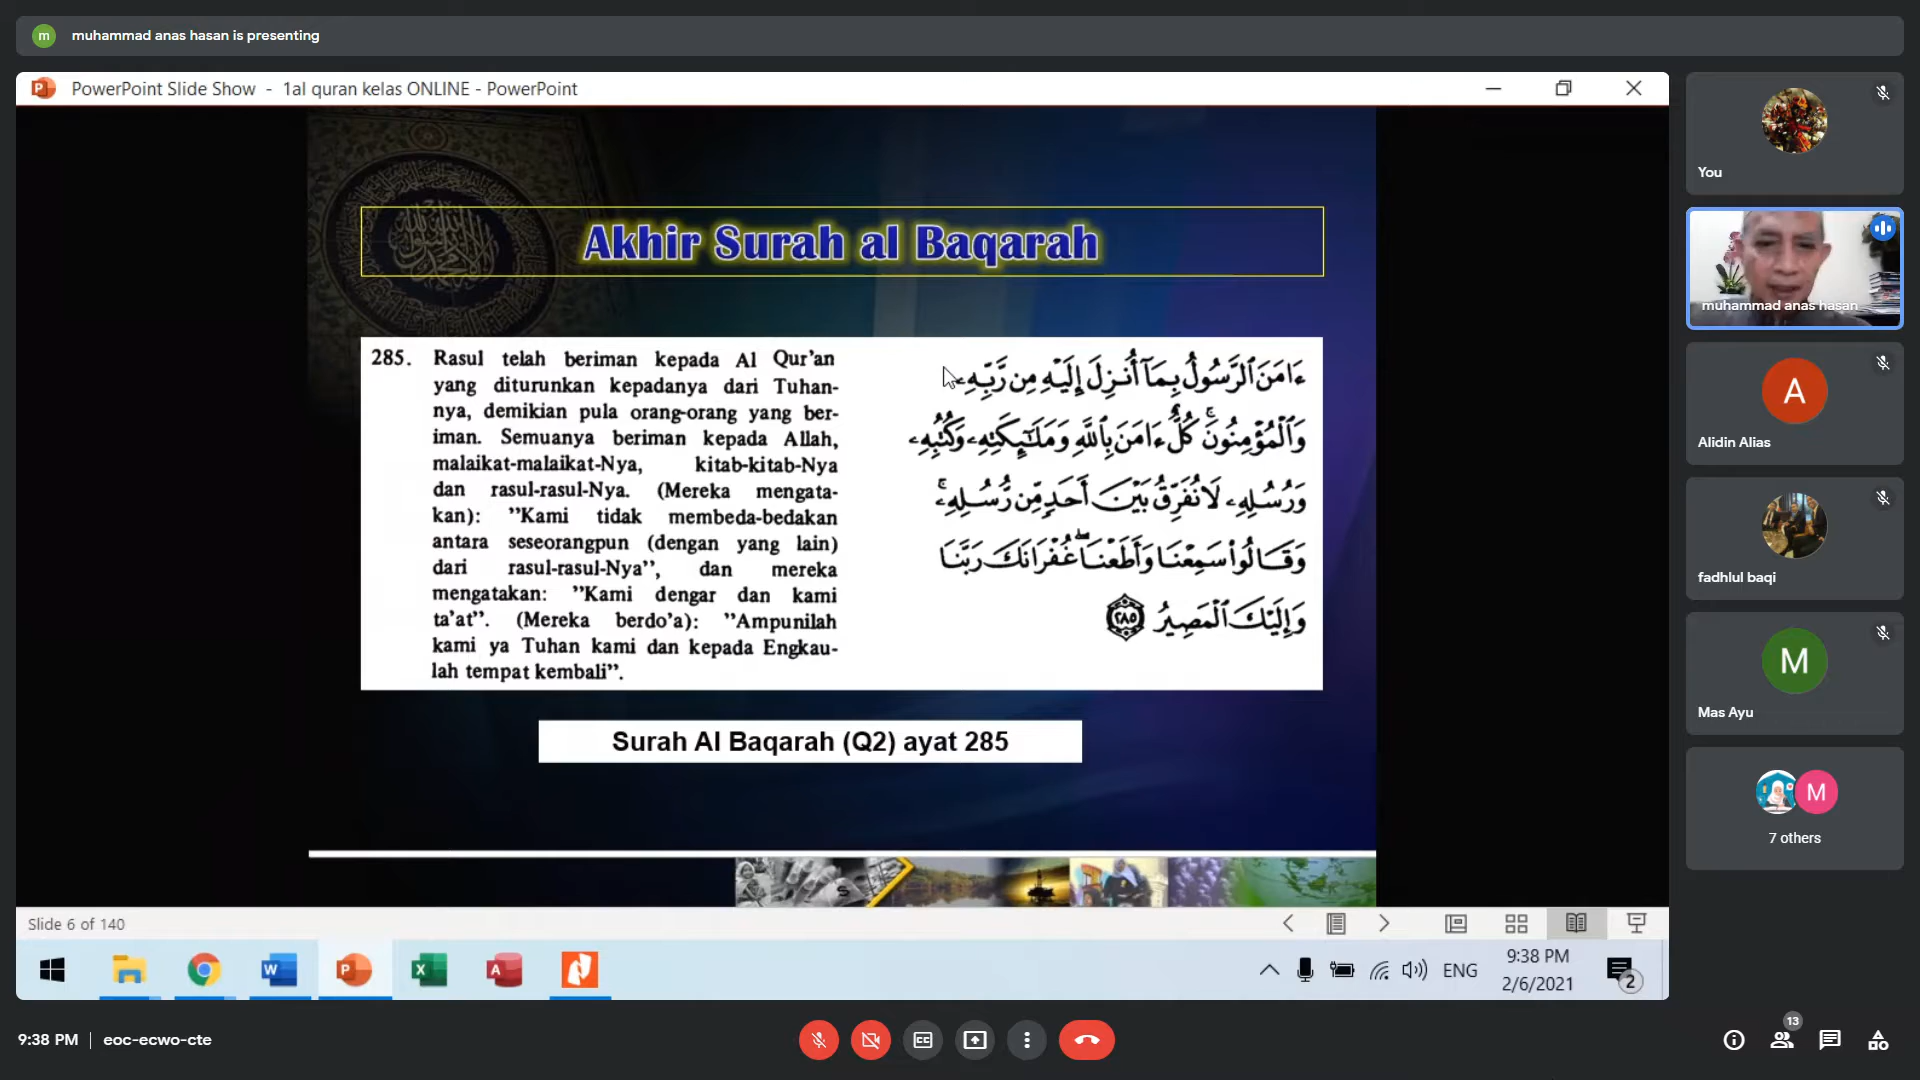 m
muhammad anas hasan is presenting
PowerPoint Slide Show - 1al quran kelas ONLINE - PowerPoint
Akhir Surah al Baqarah
285. Rasul telah beriman kepada Al Qur'an
yang diturunkan kepadanya dari Tuhan-
nya, demikian pula orang-orang yang ber-
iman. Semuanya beriman kepada Allah,
malaikat-malaikat-Nya, kitab-kitab-Nya
dan rasul-rasul-Nya. (Mereka mengata-
kan): ''Kami tidak membeda-bedakan
antara seseorangpun (dengan yang lain)
dari rasul-rasul-Nya'', dan mereka
mengatakan: ''Kami dengar dan kami
ta'at''. (Mereka berdo'a): ''Ampunilah
kami ya Tuhan kami dan kepada Engkau-
lah tempat kembali''.
ءَامَنَ ٱلرَّسُولُ بِمَآ أُنزِلَ إِلَيْهِ مِن رَّبِّهِۦ
وَٱلْمُؤْمِنُونَۚ كُلٌّ ءَامَنَ بِٱللَّهِ وَمَلَـٰٓئِكَتِهِۦ وَكُتُبِهِۦ
وَرُسُلِهِۦ لَا نُفَرِّقُ بَيْنَ أَحَدٍ مِّن رُّسُلِهِۦۚ
وَقَالُوا۟ سَمِعْنَا وَأَطَعْنَاۖ غُفْرَانَكَ رَبَّنَا
وَإِلَيْكَ ٱلْمَصِيرُ ٢٨٥
Surah Al Baqarah (Q2) ayat 285
Slide 6 of 140
ENG
9:38 PM
2/6/2021
2
You
muhammad anas hasan
A
Alidin Alias
fadhlul baqi
M
Mas Ayu
M
7 others
9:38 PM | eoc-ecwo-cte
13